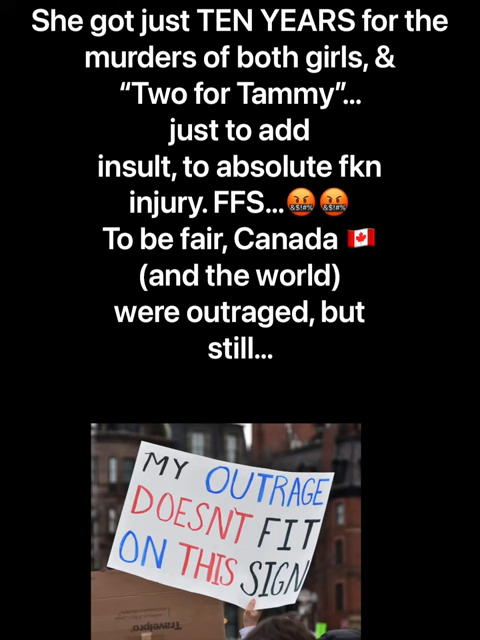 She got just TEN YEARS for the
murders of both girls, &
“Two for Tammy”...
just to add
insult, to absolute fkn
injury. FFS...🤬🤬
To be fair, Canada 🇨🇦
(and the world)
were outraged, but
still...
MY OUTRAGE
DOESN'T FIT
ON THIS SIGN
Travelpro